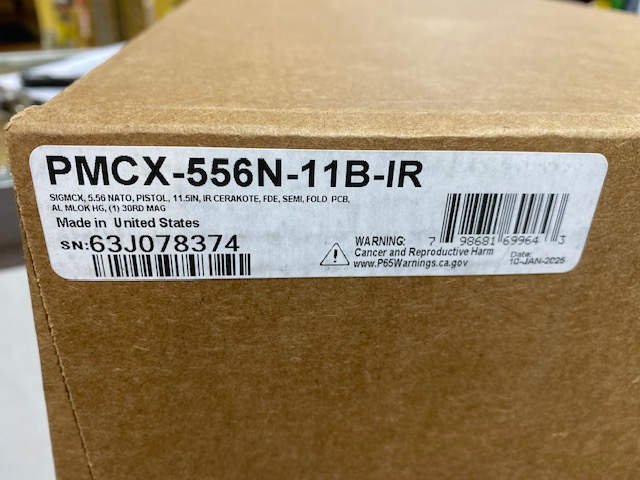 PMCX-556N-11B-IR
SIGMCX, 5.56 NATO, PISTOL, 11.5IN, IR CERAKOTE, FDE, SEMI, FOLD PCB,
AL MLOK HG, (1) 30RD MAG
Made in United States
SN:63J078374
WARNING:
Cancer and Reproductive Harm
www.P65Warnings.ca.gov
7 98681 69964 3
Date:
10-JAN-2025